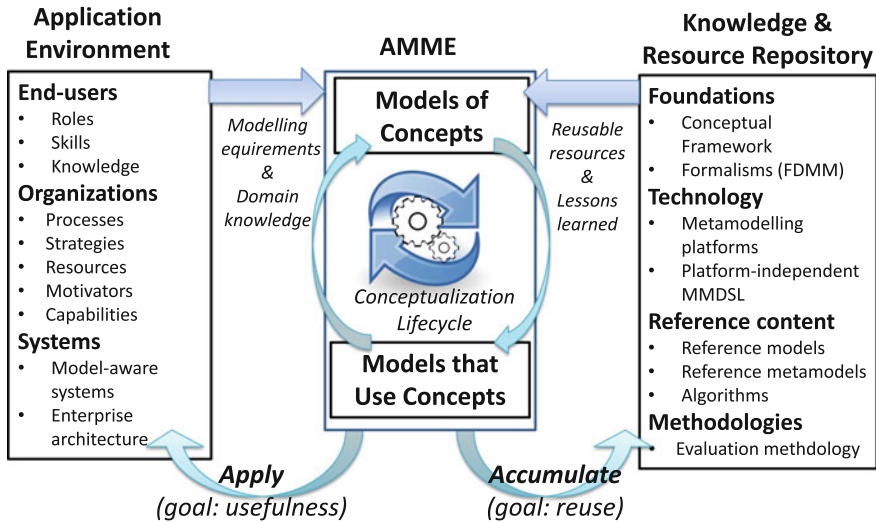 Application
Environment
End-users
• Roles
• Skills
• Knowledge
Organizations
• Processes
• Strategies
• Resources
• Motivators
• Capabilities
Systems
• Model-aware
systems
• Enterprise
architecture
Modelling
equirements
&
Domain
knowledge
AMME
Models of
Concepts
Conceptualization
Lifecycle
Models that
Use Concepts
Reusable
resources
&
Lessons
learned
Knowledge &
Resource Repository
Foundations
• Conceptual
Framework
• Formalisms (FDMM)
Technology
• Metamodelling
platforms
• Platform-independent
MMDSL
Reference content
• Reference models
• Reference metamodels
• Algorithms
Methodologies
• Evaluation methdology
Apply
(goal: usefulness)
Accumulate
(goal: reuse)